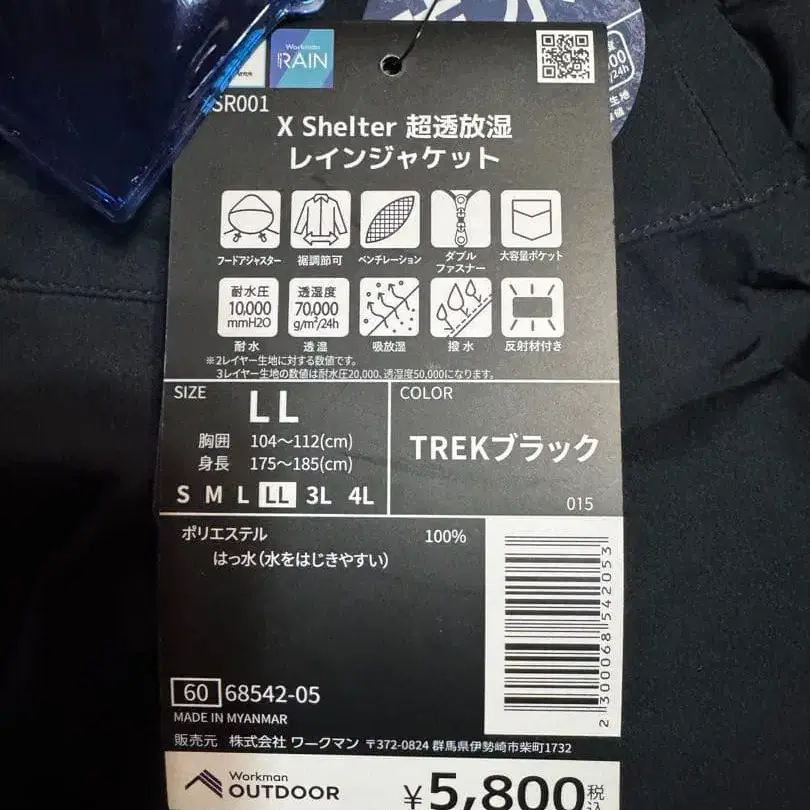 Workman
RAIN
SR001
X Shelter 超透放湿
レインジャケット
フードアジャスター
裾調節可
ベンチレーション
ダブル
ファスナー
大容量ポケット
耐水圧
10,000
mmH2O
耐水
透湿度
70,000
g/m²/24h
透湿
吸放湿
撥水
反射材付き
※2レイヤー生地に対する数値です。
3レイヤー生地の数値は耐水圧20,000、透湿度50,000になります。
SIZE
LL
胸囲 104～112(cm)
身長 175～185(cm)
S M L LL 3L 4L
COLOR
TREKブラック
015
ポリエステル 100%
はっ水(水をはじきやすい)
2300068542053
60 68542-05
MADE IN MYANMAR
販売元 株式会社 ワークマン 〒372-0824 群馬県伊勢崎市柴町1732
Workman
OUTDOOR
¥5,800税込